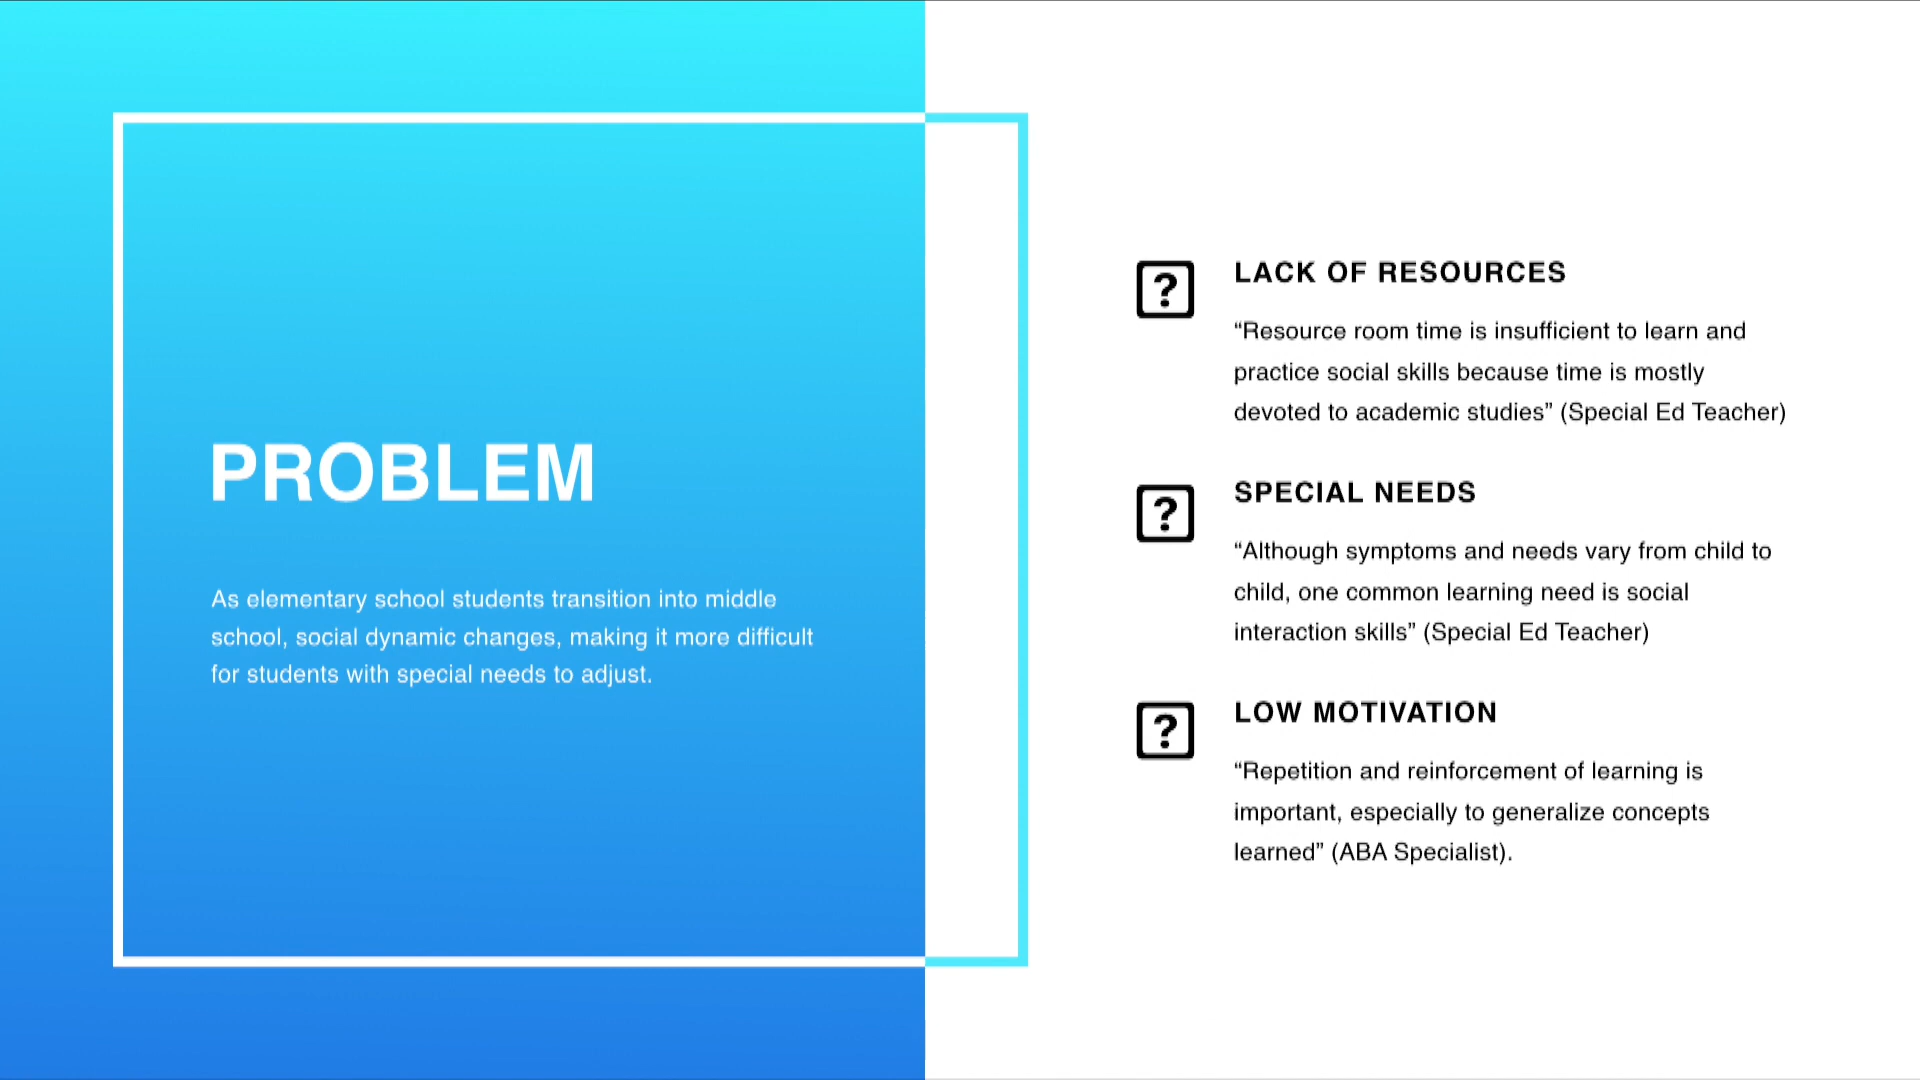 PROBLEM
As elementary school students transition into middle
school, social dynamic changes, making it more difficult
for students with special needs to adjust.
?
LACK OF RESOURCES
“Resource room time is insufficient to learn and
practice social skills because time is mostly
devoted to academic studies” (Special Ed Teacher)
?
SPECIAL NEEDS
“Although symptoms and needs vary from child to
child, one common learning need is social
interaction skills” (Special Ed Teacher)
?
LOW MOTIVATION
“Repetition and reinforcement of learning is
important, especially to generalize concepts
learned” (ABA Specialist).